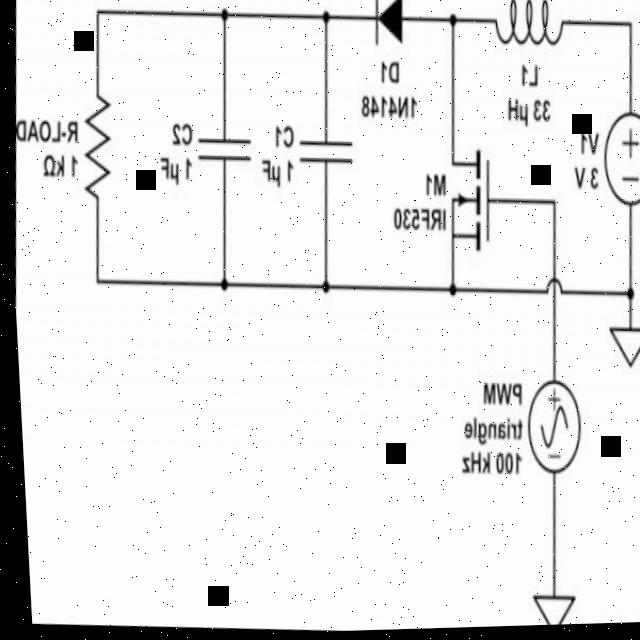 L1
33 µH
D1
1N4148
V1
3 V
C1
1 µF
C2
1 µF
R-LOAD
1 kΩ
M1
IRF530
PWM
triangle
100 kHz